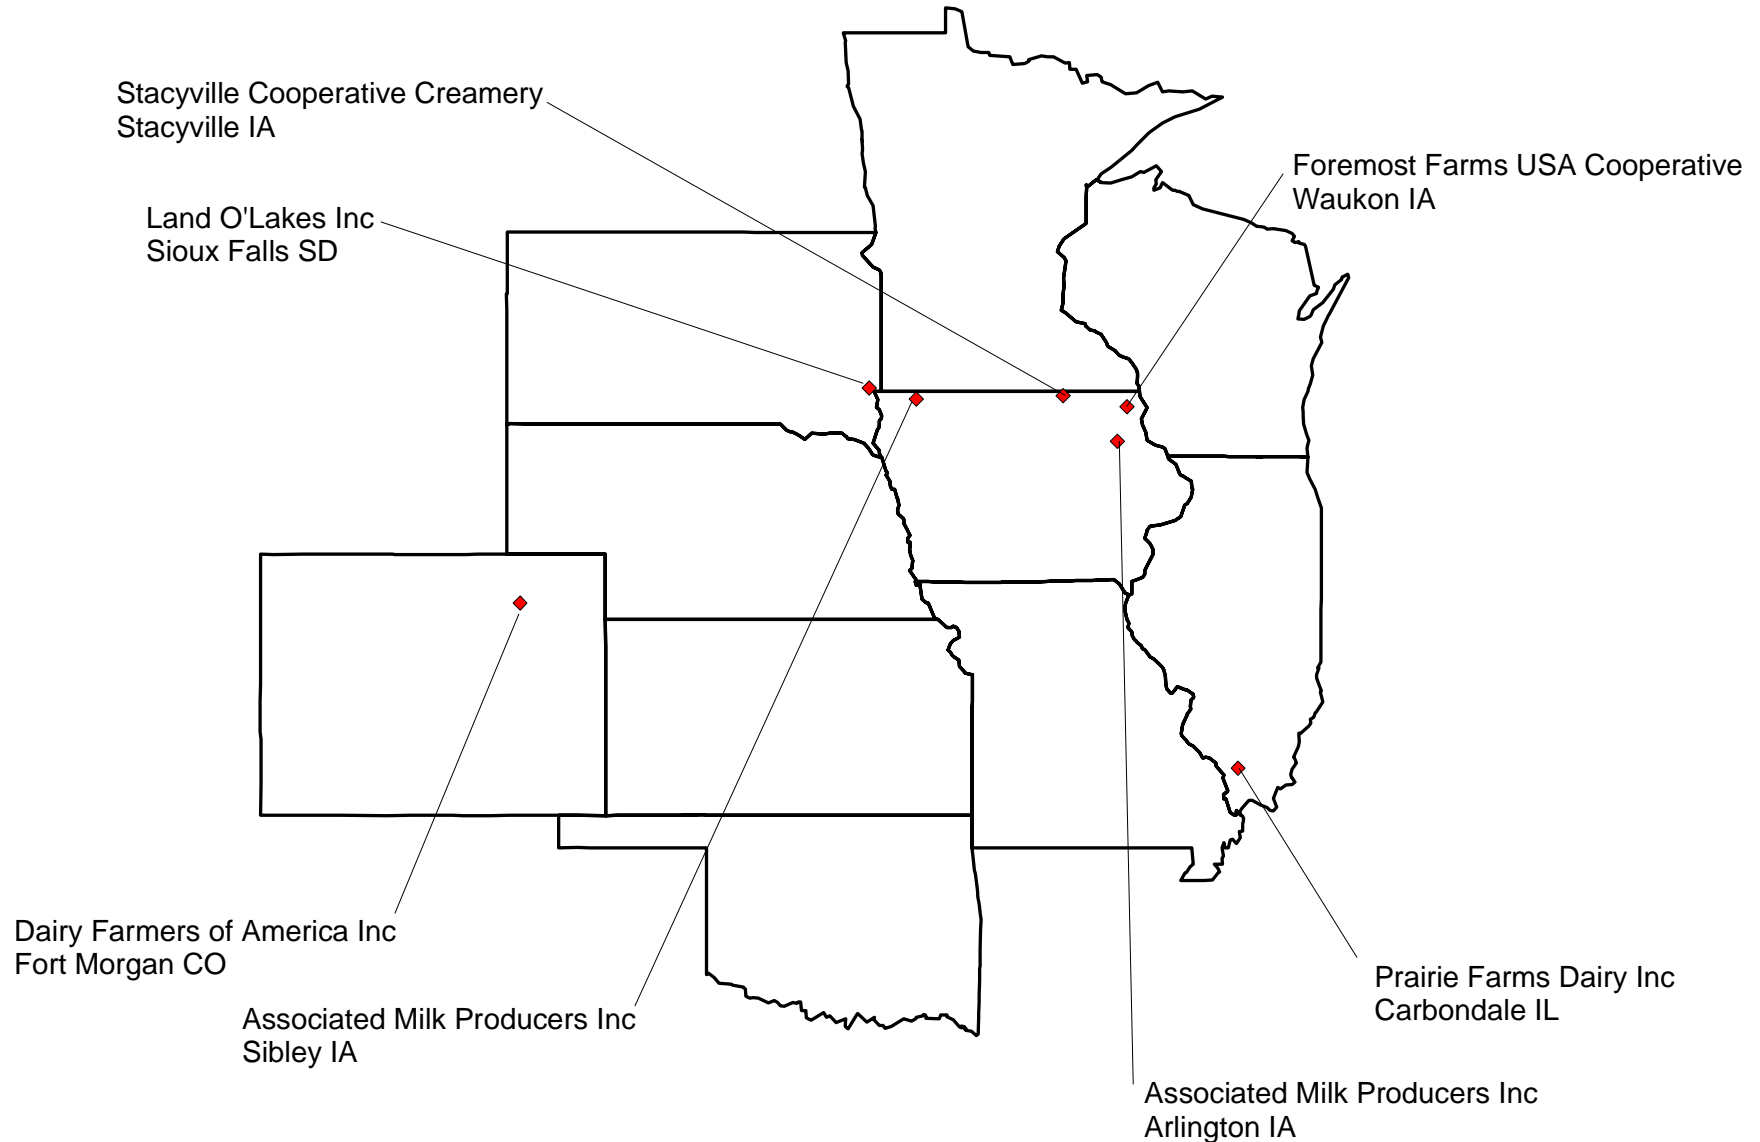 Stacyville Cooperative Creamery
Stacyville IA
Foremost Farms USA Cooperative
Waukon IA
Land O'Lakes Inc
Sioux Falls SD
Dairy Farmers of America Inc
Fort Morgan CO
Prairie Farms Dairy Inc
Carbondale IL
Associated Milk Producers Inc
Sibley IA
Associated Milk Producers Inc
Arlington IA